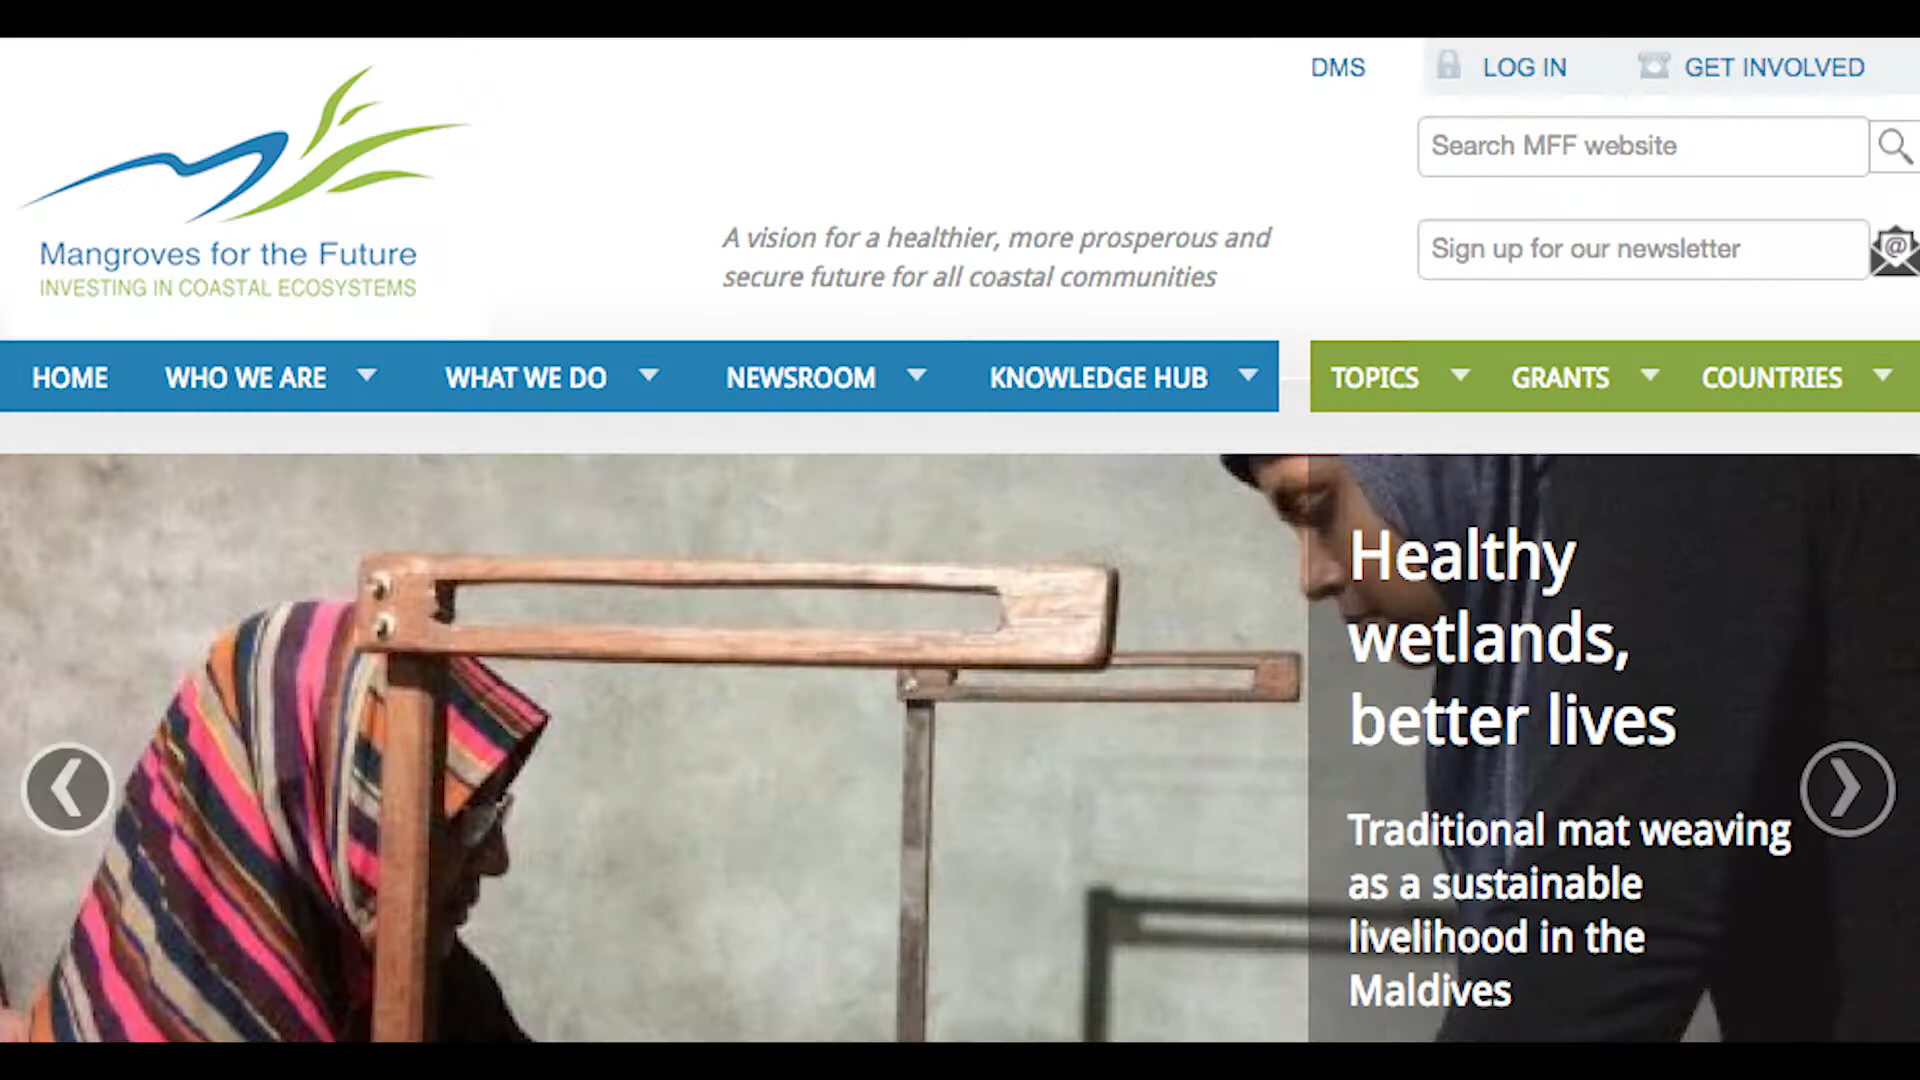 DMS
LOG IN
GET INVOLVED
Search MFF website
Mangroves for the Future
INVESTING IN COASTAL ECOSYSTEMS
A vision for a healthier, more prosperous and
secure future for all coastal communities
Sign up for our newsletter
HOME
WHO WE ARE
WHAT WE DO
NEWSROOM
KNOWLEDGE HUB
TOPICS
GRANTS
COUNTRIES
Healthy
wetlands,
better lives
Traditional mat weaving
as a sustainable
livelihood in the
Maldives